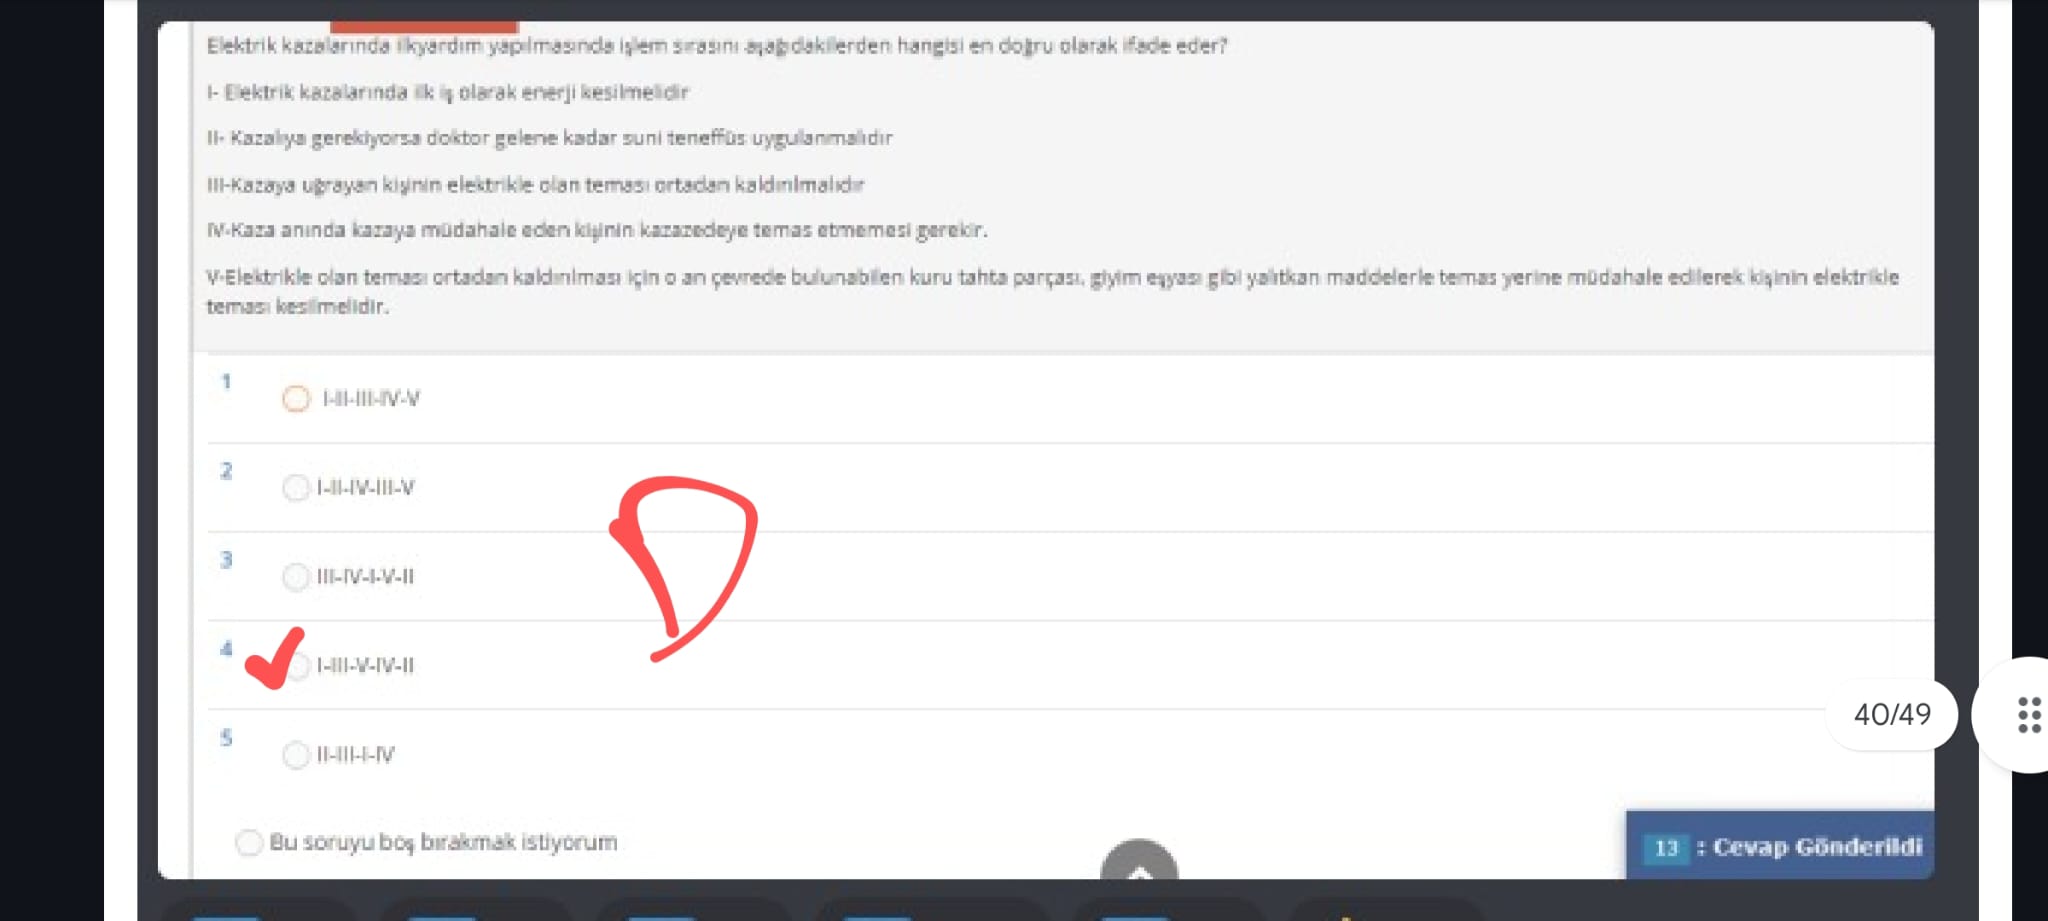 Elektrik kazalarında ilkyardım yapılmasında işlem sırasını aşağıdakilerden hangisi en doğru olarak ifade eder?
I- Elektrik kazalarında ilk iş olarak enerji kesilmelidir
II- Kazalıya gerekiyorsa doktor gelene kadar suni teneffüs uygulanmalıdır
III-Kazaya uğrayan kişinin elektrikle olan teması ortadan kaldırılmalıdır
IV-Kaza anında kazaya müdahale eden kişinin kazazedeye temas etmemesi gerekir.
V-Elektrikle olan teması ortadan kaldırılması için o an çevrede bulunabilen kuru tahta parçası, giyim eşyası gibi yalıtkan maddelerle temas yerine müdahale edilerek kişinin elektrikle
teması kesilmelidir.
1 I-II-III-IV-V
2 I-II-IV-III-V
3 III-IV-I-V-II
4 I-III-V-IV-II
5 II-III-I-IV
D
40/49
Bu soruyu boş bırakmak istiyorum
13 : Cevap Gönderildi